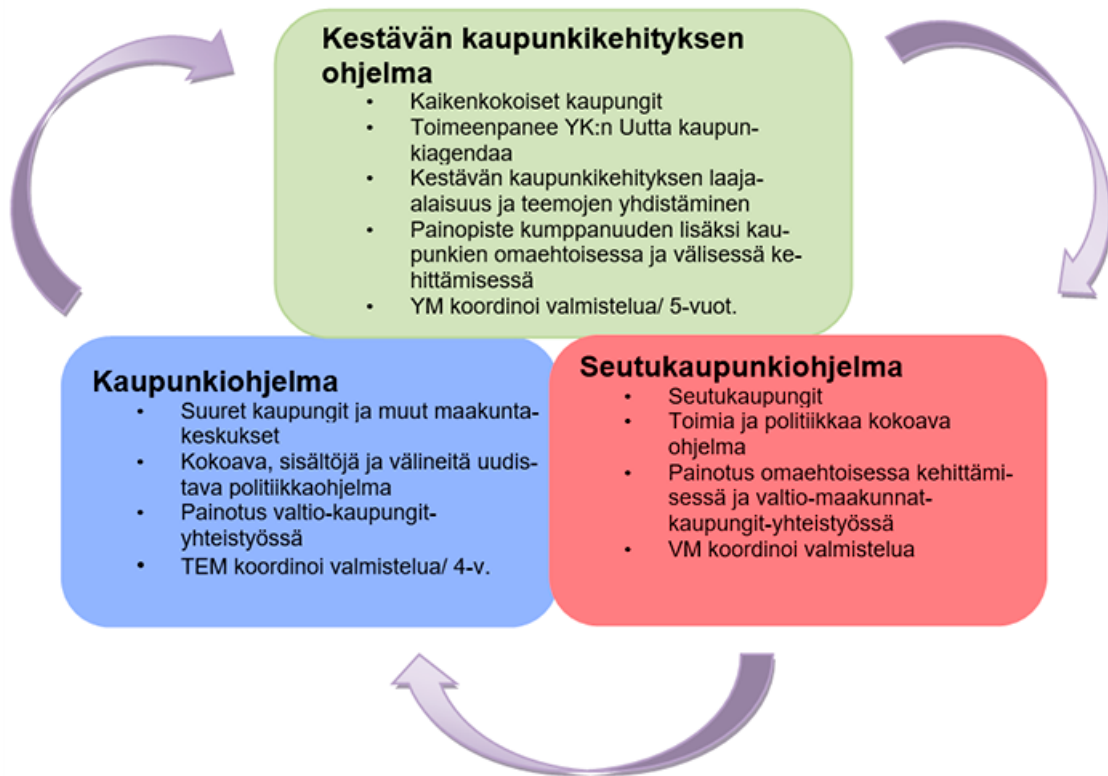 Kestävän kaupunkikehityksen
ohjelma
• Kaikenkokoiset kaupungit
• Toimeenpanee YK:n Uutta kaupun-
kiagendaa
• Kestävän kaupunkikehityksen laaja-
alaisuus ja teemojen yhdistäminen
• Painopiste kumppanuuden lisäksi kau-
punkien omaehtoisessa ja välisessä ke-
hittämisessä
• YM koordinoi valmistelua/ 5-vuot.
Kaupunkiohjelma
• Suuret kaupungit ja muut maakunta-
keskukset
• Kokoava, sisältöjä ja välineitä uudis-
tava politiikkaohjelma
• Painotus valtio-kaupungit-
yhteistyössä
• TEM koordinoi valmistelua/ 4-v.
Seutukaupunkiohjelma
• Seutukaupungit
• Toimia ja politiikkaa kokoava
ohjelma
• Painotus omaehtoisessa kehittämi-
sessä ja valtio-maakunnat-
kaupungit-yhteistyössä
• VM koordinoi valmistelua